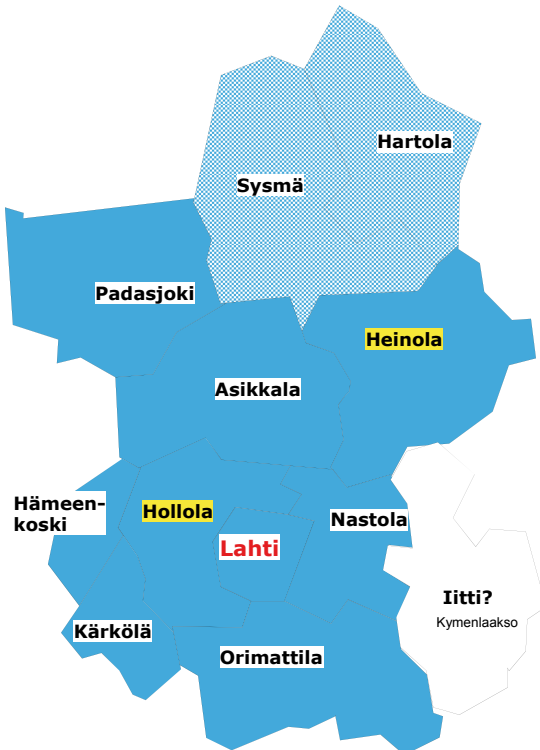 Hartola
Sysmä
Padasjoki
Heinola
Asikkala
Hämeen-
koski
Hollola
Nastola
Lahti
Iitti?
Kymenlaakso
Kärkölä
Orimattila